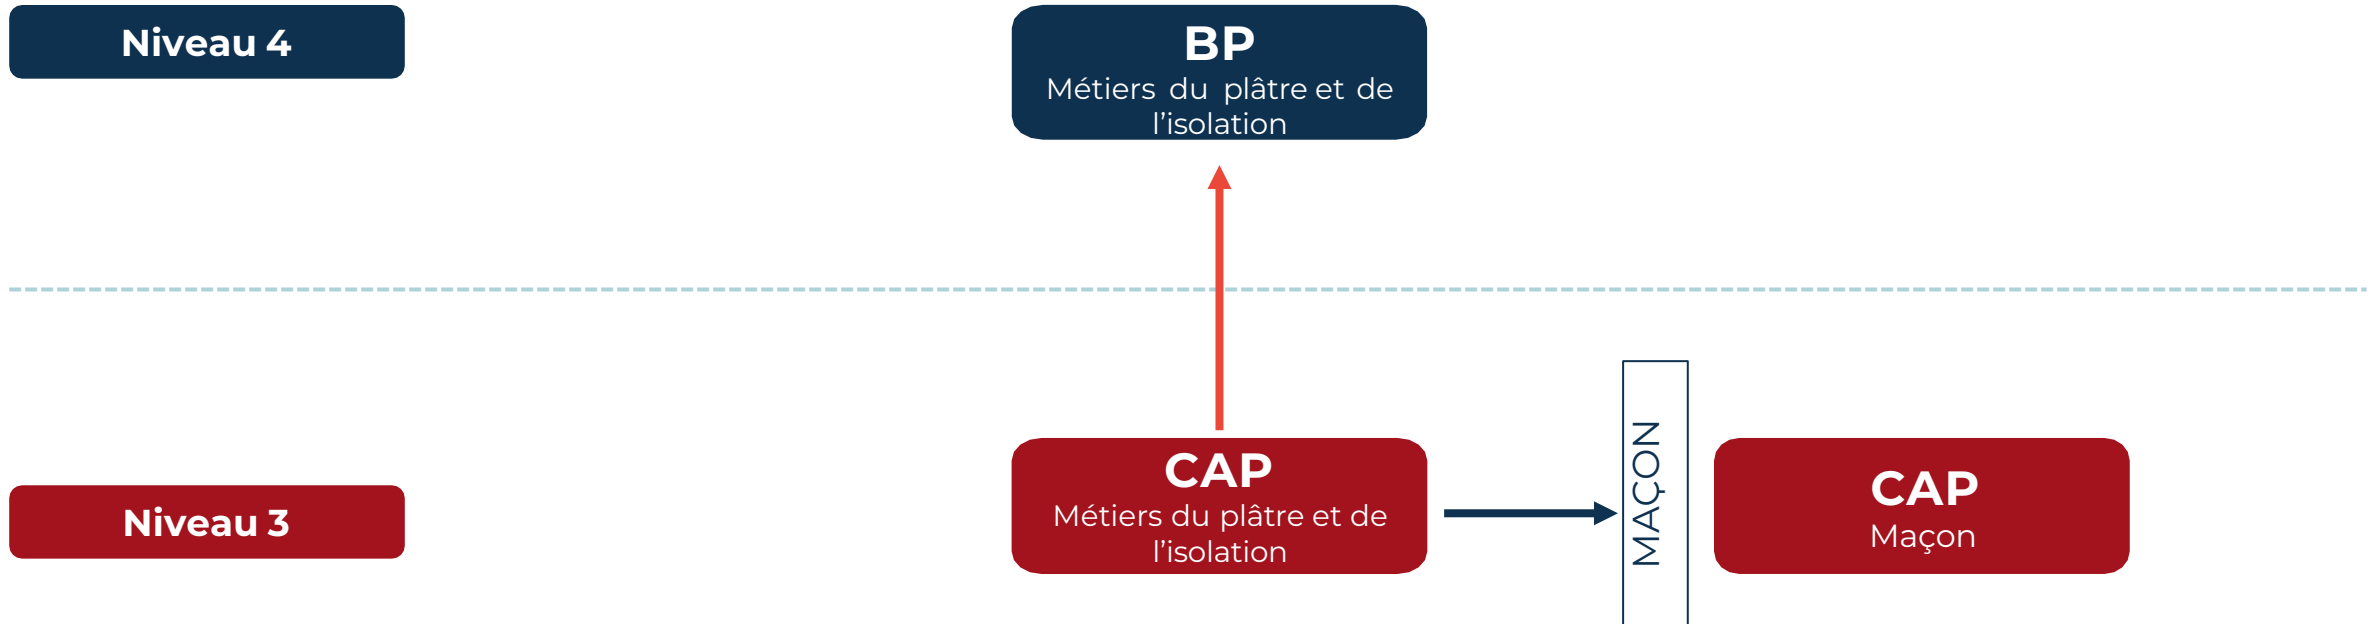 Niveau 4
BP
Métiers du plâtre et de
l’isolation
Niveau 3
CAP
Métiers du plâtre et de
l’isolation
MAÇON
CAP
Maçon